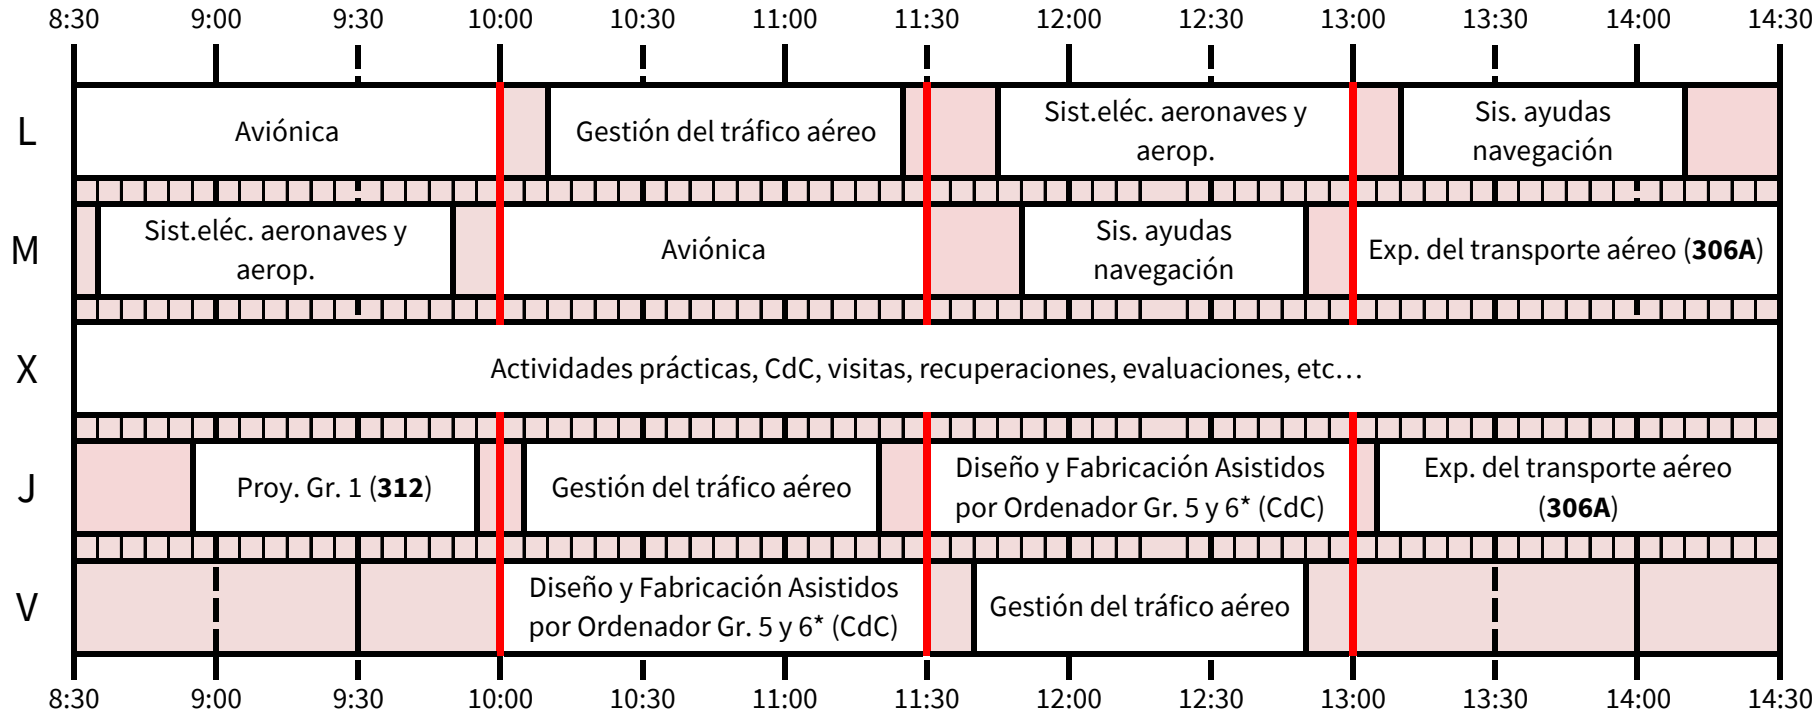 8:30 9:00 9:30 10:00 10:30 11:00 11:30 12:00 12:30 13:00 13:30 14:00 14:30
L
Aviónica
Gestión del tráfico aéreo
Sist.eléc. aeronaves y
aerop.
Sis. ayudas
navegación
M
Sist.eléc. aeronaves y
aerop.
Aviónica
Sis. ayudas
navegación
Exp. del transporte aéreo (306A)
X
Actividades prácticas, CdC, visitas, recuperaciones, evaluaciones, etc…
J
Proy. Gr. 1 (312)
Gestión del tráfico aéreo
Diseño y Fabricación Asistidos
por Ordenador Gr. 5 y 6* (CdC)
Exp. del transporte aéreo
(306A)
V
Diseño y Fabricación Asistidos
por Ordenador Gr. 5 y 6* (CdC)
Gestión del tráfico aéreo
8:30 9:00 9:30 10:00 10:30 11:00 11:30 12:00 12:30 13:00 13:30 14:00 14:30